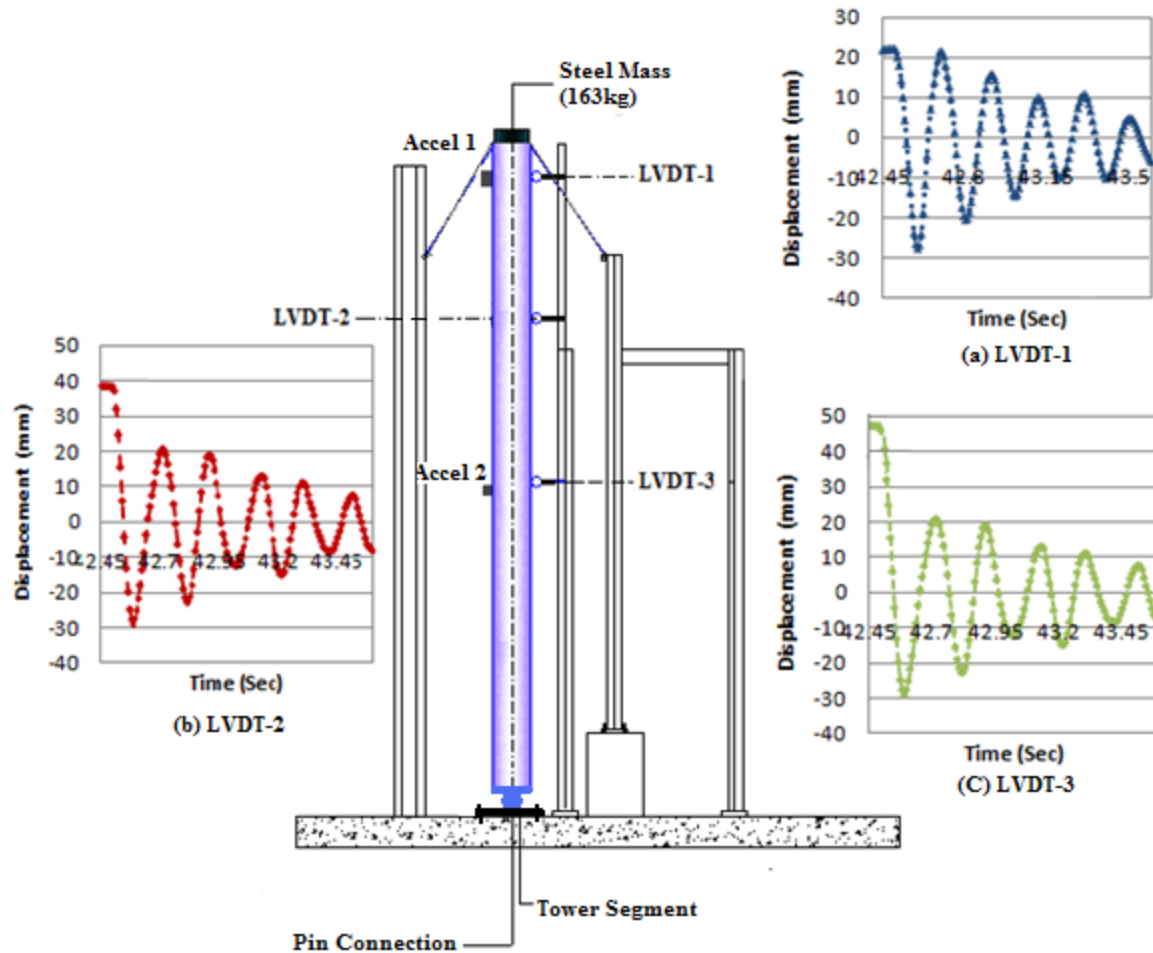 Steel Mass
(163kg)
Accel 1
LVDT-1
LVDT-2
Accel 2
LVDT-3
Tower Segment
Pin Connection
30
20
10
0
-10
-20
-30
-40
42.45
42.8
43.15
43.5
Displacement (mm)
Time (Sec)
(a) LVDT-1
50
40
30
20
10
0
-10
-20
-30
-40
42.45
42.7
42.95
43.2
43.45
Displacement (mm)
Time (Sec)
(b) LVDT-2
50
40
30
20
10
0
-10
-20
-30
-40
42.45
42.7
42.95
43.2
43.45
Displacement (mm)
Time (Sec)
(C) LVDT-3